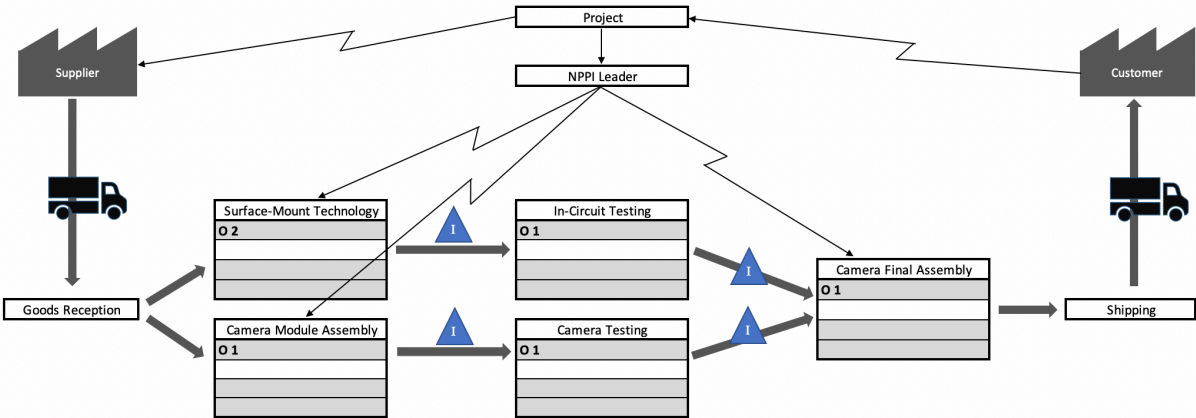 Project
Supplier
NPPI Leader
Customer
Surface-Mount Technology
O 2
I
In-Circuit Testing
O 1
I
Camera Final Assembly
O 1
Goods Reception
Shipping
Camera Module Assembly
O 1
I
Camera Testing
O 1
I